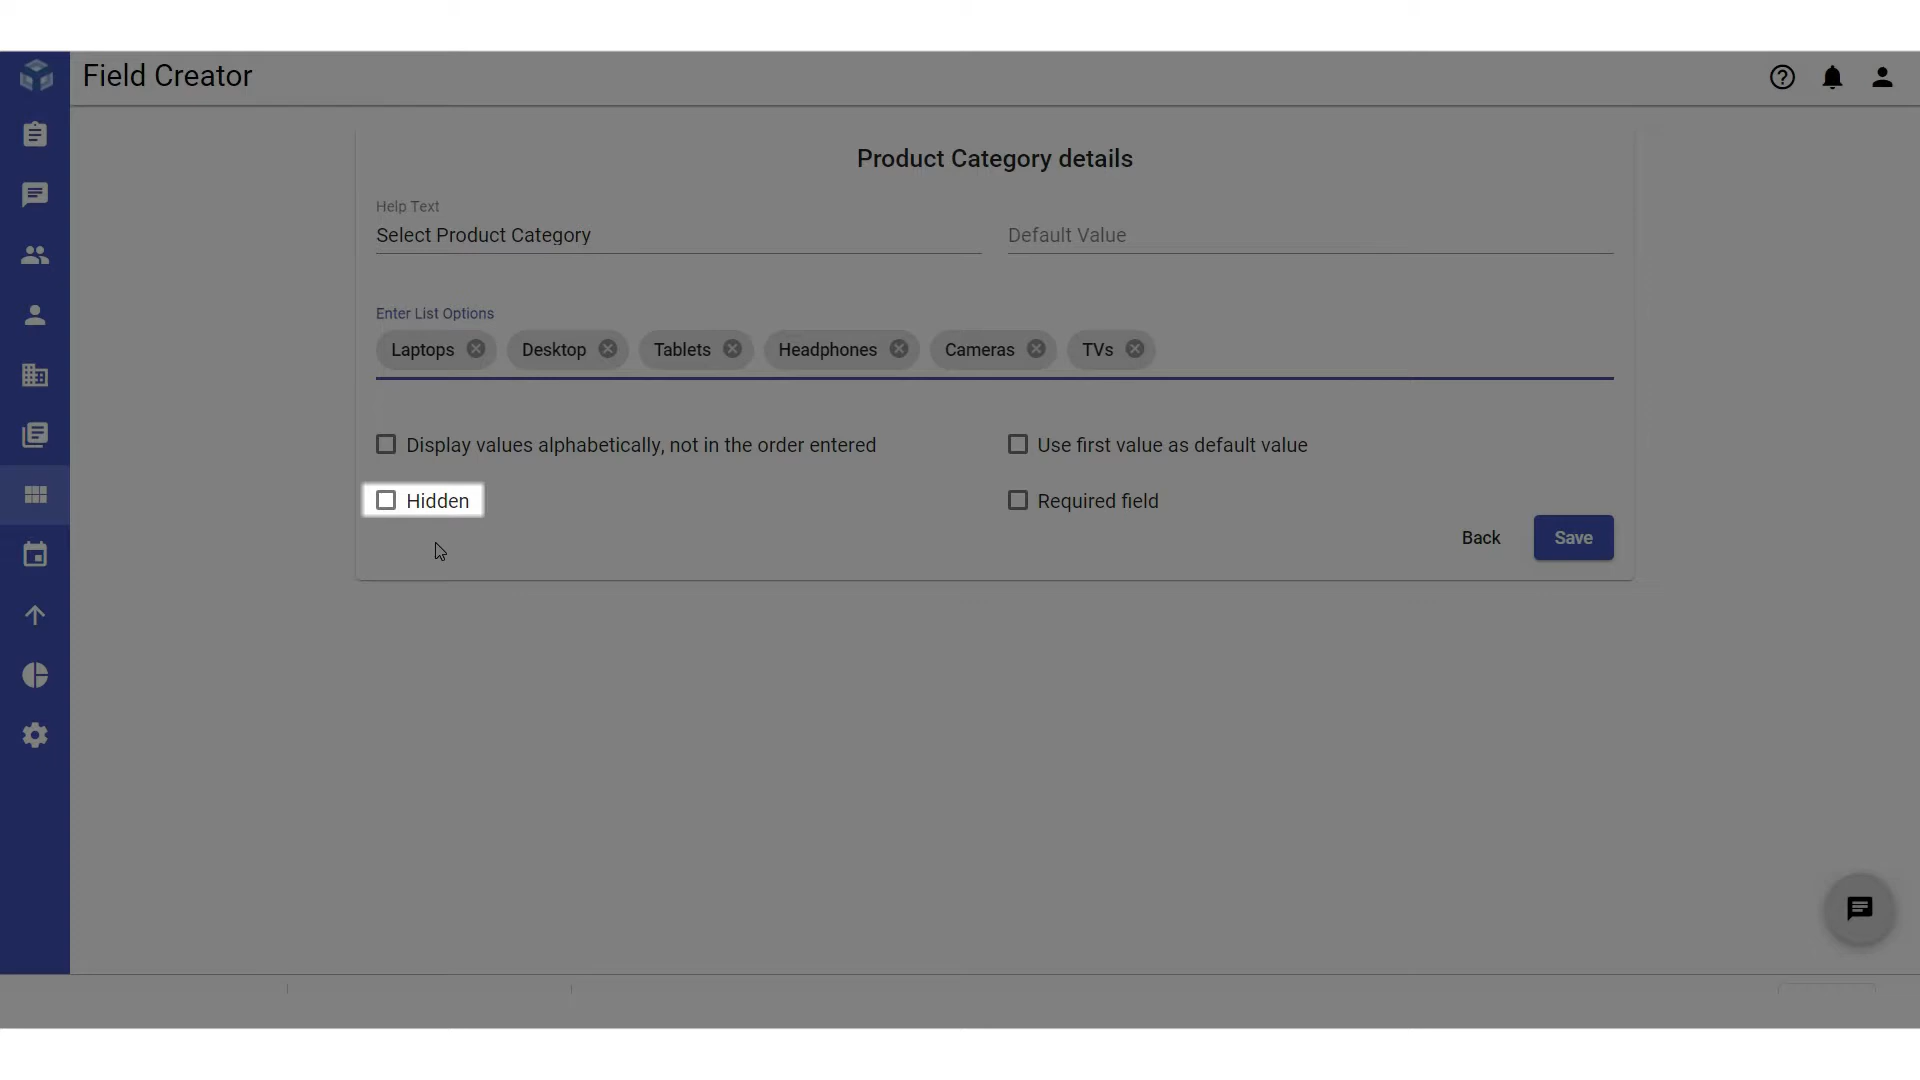 Field Creator
Product Category details
Help Text
Select Product Category
Default Value
Enter List Options
Laptops Desktop Tablets Headphones Cameras TVs
Display values alphabetically, not in the order entered
Use first value as default value
Hidden
Required field
Back
Save